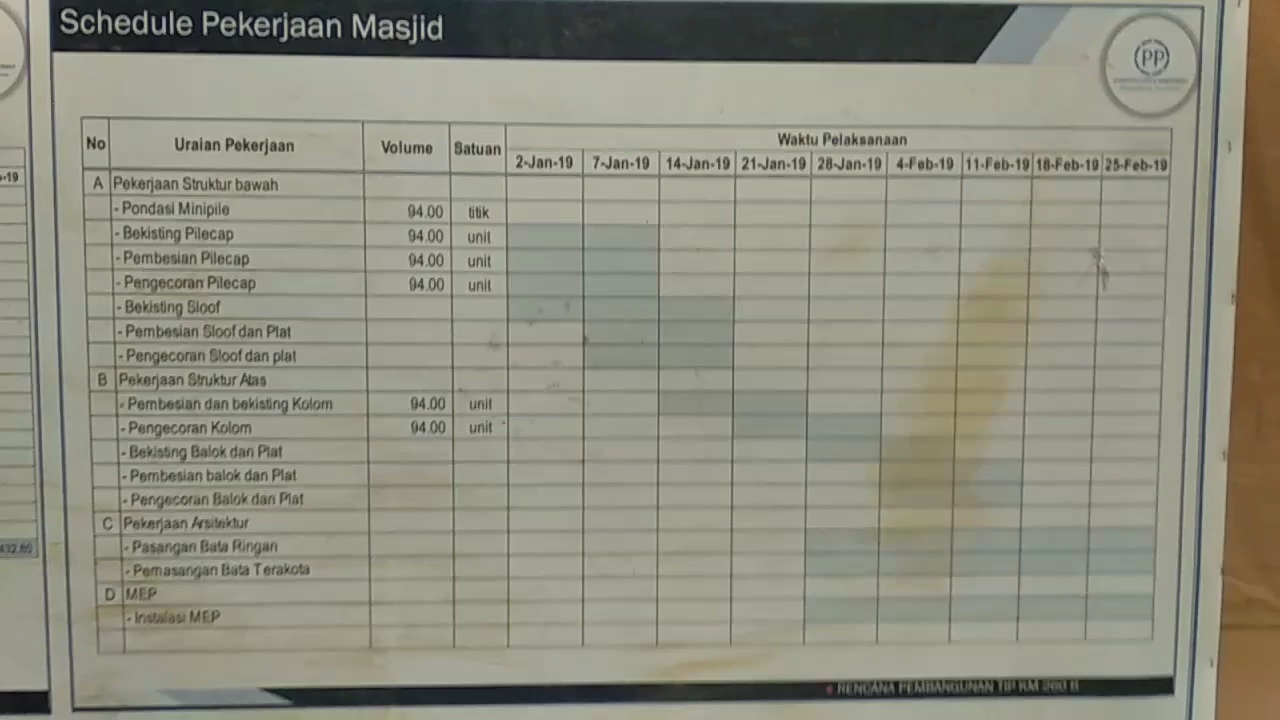 Schedule Pekerjaan Masjid
PP
No Uraian Pekerjaan Volume Satuan Waktu Pelaksanaan
2-Jan-19 7-Jan-19 14-Jan-19 21-Jan-19 28-Jan-19 4-Feb-19 11-Feb-19 18-Feb-19 25-Feb-19
-19
A Pekerjaan Struktur bawah
- Pondasi Minipile 94.00 titik
- Bekisting Pilecap 94.00 unit
- Pembesian Pilecap 94.00 unit
- Pengecoran Pilecap 94.00 unit
- Bekisting Sloof
- Pembesian Sloof dan Plat
- Pengecoran Sloof dan plat
B Pekerjaan Struktur Atas
- Pembesian dan bekisting Kolom 94.00 unit
- Pengecoran Kolom 94.00 unit
- Bekisting Balok dan Plat
- Pembesian balok dan Plat
- Pengecoran Balok dan Plat
C Pekerjaan Arsitektur
- Pasangan Bata Ringan
- Pemasangan Bata Terakota
D MEP
- Instalasi MEP
RENCANA PEMBANGUNAN TIP KM 260 B